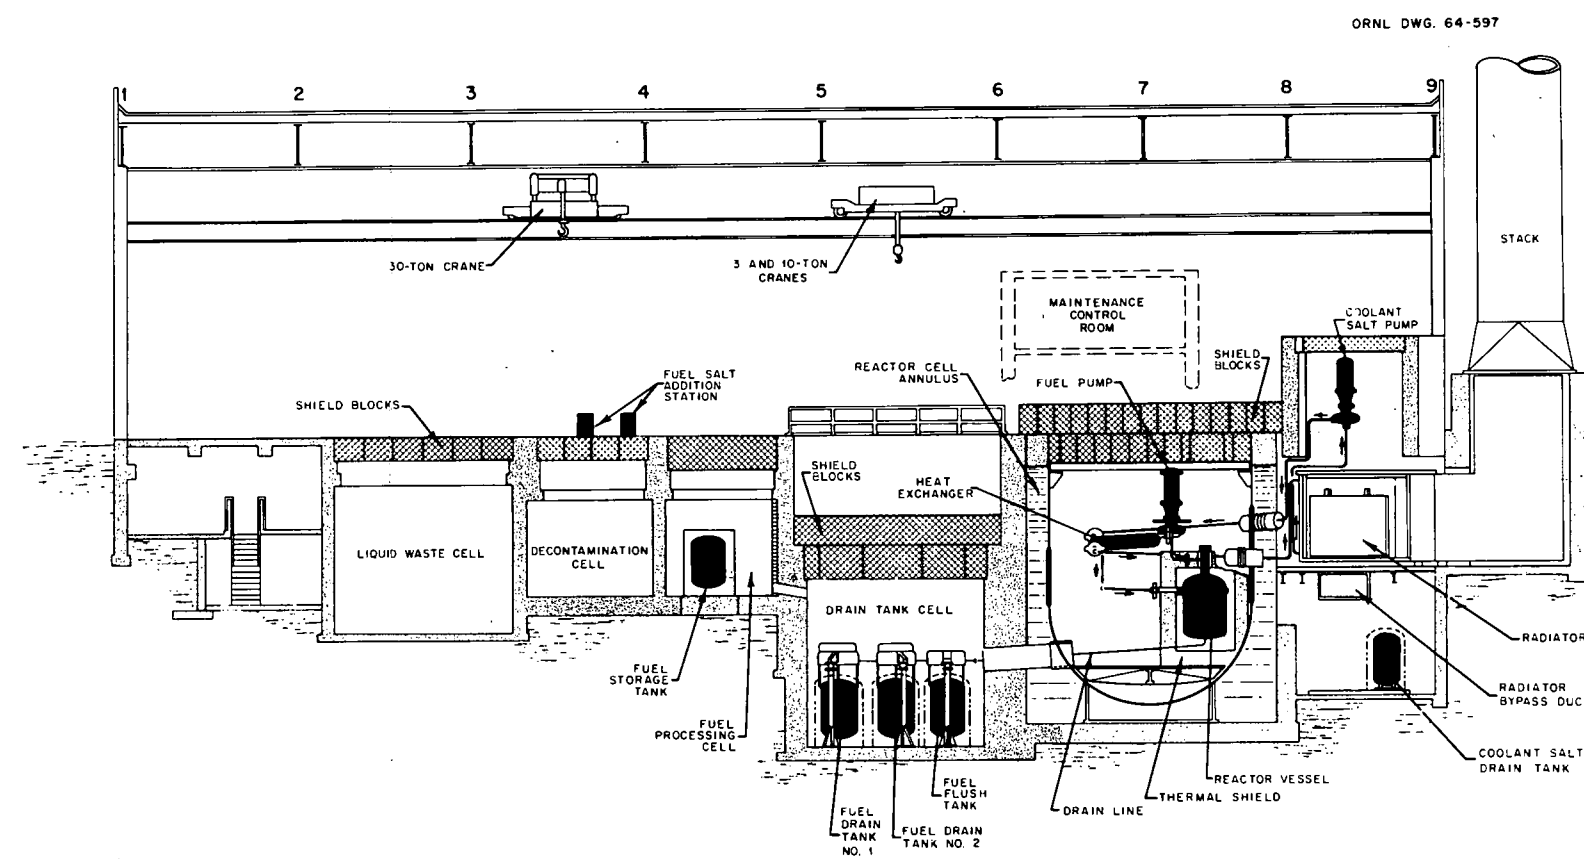 ORNL DWG. 64-597
1 2 3 4 5 6 7 8 9
30-TON CRANE
3 AND 10-TON
CRANES
STACK
MAINTENANCE
CONTROL
ROOM
COOLANT
SALT PUMP
REACTOR CELL
ANNULUS
FUEL PUMP
SHIELD
BLOCKS
FUEL SALT
ADDITION
STATION
SHIELD BLOCKS
SHIELD
BLOCKS
HEAT
EXCHANGER
LIQUID WASTE CELL
DECONTAMINATION
CELL
DRAIN TANK CELL
RADIATOR
FUEL
STORAGE
TANK
RADIATOR
BYPASS DUC
FUEL
PROCESSING
CELL
COOLANT SALT
DRAIN TANK
REACTOR VESSEL
THERMAL SHIELD
DRAIN LINE
FUEL
FLUSH
TANK
FUEL
DRAIN
TANK
NO. 1
FUEL DRAIN
TANK NO. 2